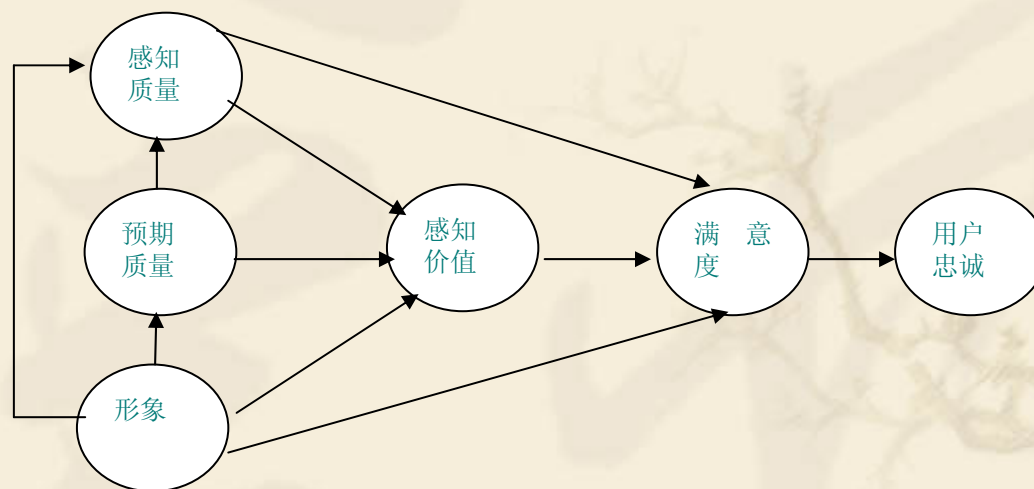 感知
质量
预期
质量
形象
感知
价值
满 意
度
用户
忠诚